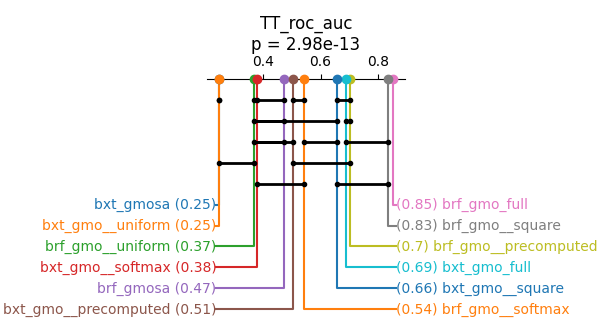 TT_roc_auc
p = 2.98e-13
0.4 0.6 0.8
bxt_gmosa (0.25)
bxt_gmo__uniform (0.25)
brf_gmo__uniform (0.37)
bxt_gmo__softmax (0.38)
brf_gmosa (0.47)
bxt_gmo__precomputed (0.51)
(0.85) brf_gmo_full
(0.83) brf_gmo__square
(0.7) brf_gmo__precomputed
(0.69) bxt_gmo_full
(0.66) bxt_gmo__square
(0.54) brf_gmo__softmax